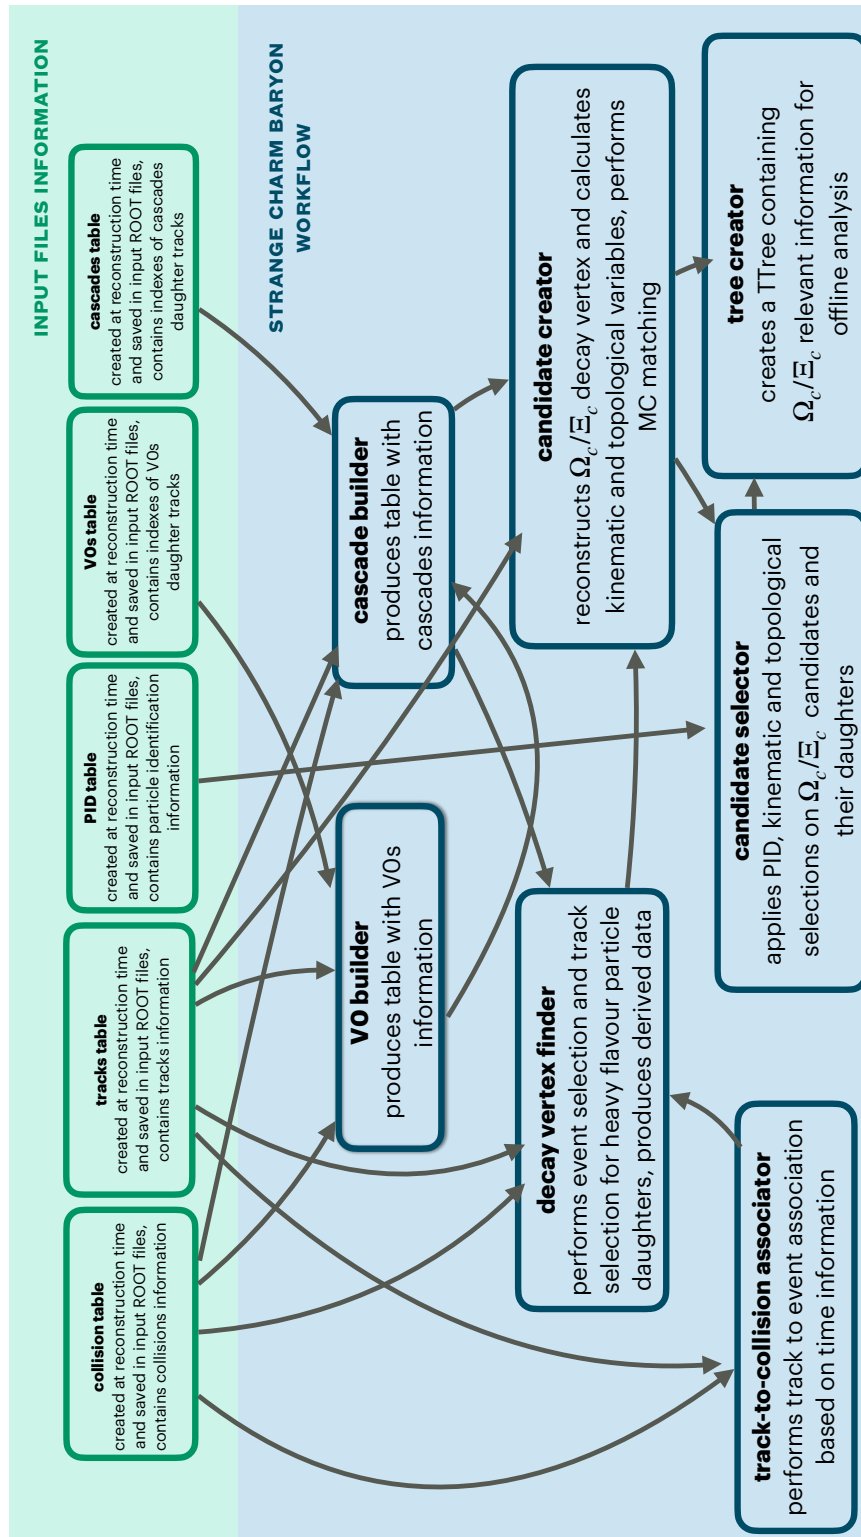 INPUT FILES INFORMATION
collision table
created at reconstruction time
and saved in input ROOT files,
contains collisions information
tracks table
created at reconstruction time
and saved in input ROOT files,
contains tracks information
PID table
created at reconstruction time
and saved in input ROOT files,
contains particle identification
information
VOs table
created at reconstruction time
and saved in input ROOT files,
contains indexes of VOs
daughter tracks
cascades table
created at reconstruction time
and saved in input ROOT files,
contains indexes of cascades
daughter tracks
STRANGE CHARM BARYON
WORKFLOW
VO builder
produces table with VOs
information
cascade builder
produces table with
cascades information
decay vertex finder
performs event selection and track
selection for heavy flavour particle
daughters, produces derived data
candidate creator
reconstructs Ω_c/Ξ_c decay vertex and calculates
kinematic and topological variables, performs
MC matching
track-to-collision associator
performs track to event association
based on time information
candidate selector
applies PID, kinematic and topological
selections on Ω_c/Ξ_c candidates and
their daughters
tree creator
creates a TTree containing
Ω_c/Ξ_c relevant information for
offline analysis